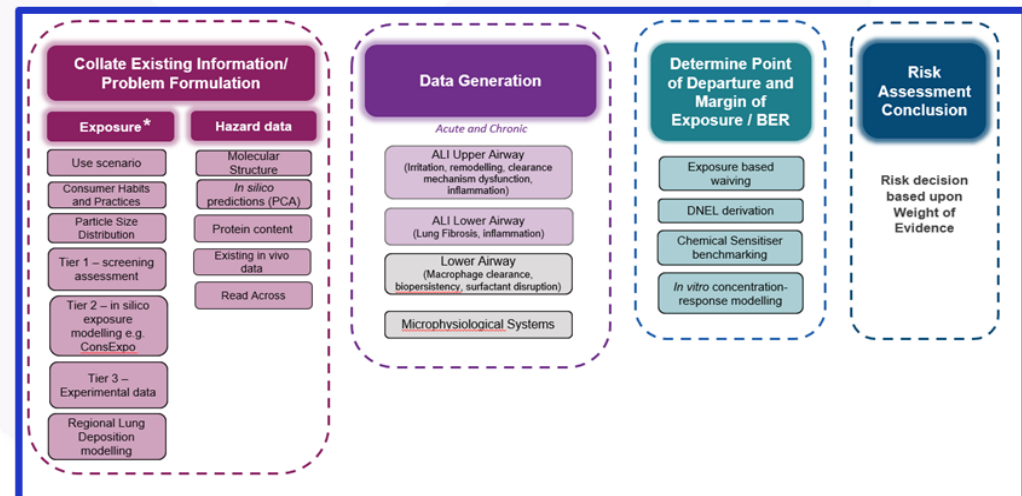 Collate Existing Information/
Problem Formulation
Exposure*
Use scenario
Consumer Habits
and Practices
Particle Size
Distribution
Tier 1 – screening
assessment
Tier 2 – in silico
exposure
modelling e.g.
ConsExpo
Tier 3 –
Experimental data
Regional Lung
Deposition
modelling
Hazard data
Molecular
Structure
In silico
predictions (PCA)
Protein content
Existing in vivo
data
Read Across
Data Generation
Acute and Chronic
ALI Upper Airway
(Irritation, remodelling, clearance
mechanism dysfunction,
inflammation)
ALI Lower Airway
(Lung Fibrosis, inflammation)
Lower Airway
(Macrophage clearance,
biopersistency, surfactant disruption)
Microphysiological Systems
Determine Point
of Departure and
Margin of
Exposure / BER
Exposure based
waiving
DNEL derivation
Chemical Sensitiser
benchmarking
In vitro concentration-
response modelling
Risk
Assessment
Conclusion
Risk decision
based upon
Weight of
Evidence